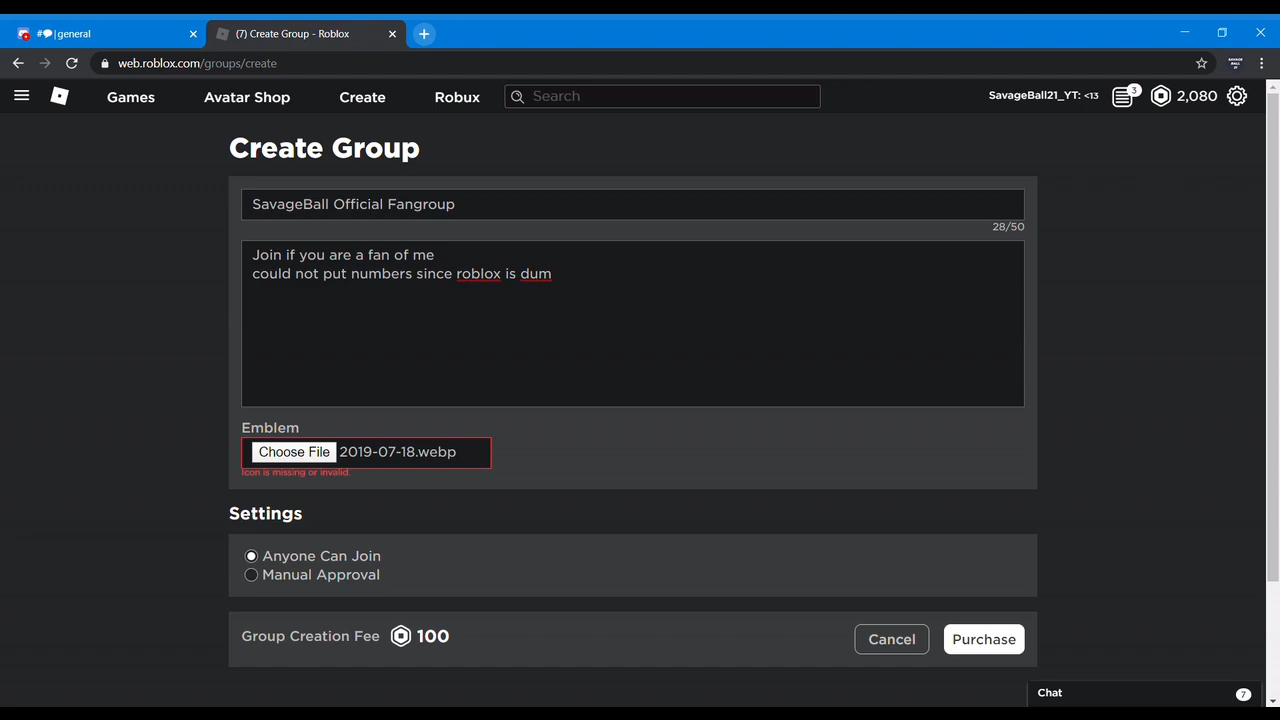 #💬|general
(7) Create Group - Roblox
web.roblox.com/groups/create
Games Avatar Shop Create Robux Search SavageBall21_YT: <13 3 2,080
Create Group
SavageBall Official Fangroup
28/50
Join if you are a fan of me
could not put numbers since roblox is dum
Emblem
Choose File 2019-07-18.webp
Icon is missing or invalid.
Settings
Anyone Can Join
Manual Approval
Group Creation Fee 100 Cancel Purchase
Chat 7